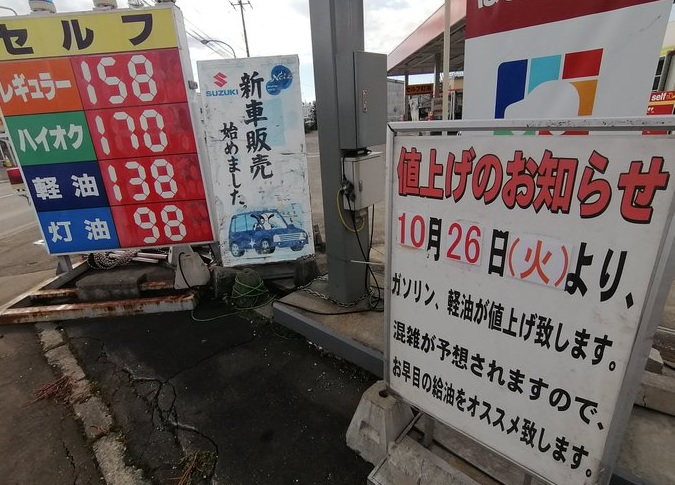 セルフ
レギュラー 158
ハイオク 170
軽油 138
灯油 98
SUZUKI
新車販売
始めました。
self
値上げのお知らせ
10月26日(火)より、
ガソリン、軽油が値上げ致します。
混雑が予想されますので、
お早目の給油をオススメ致します。